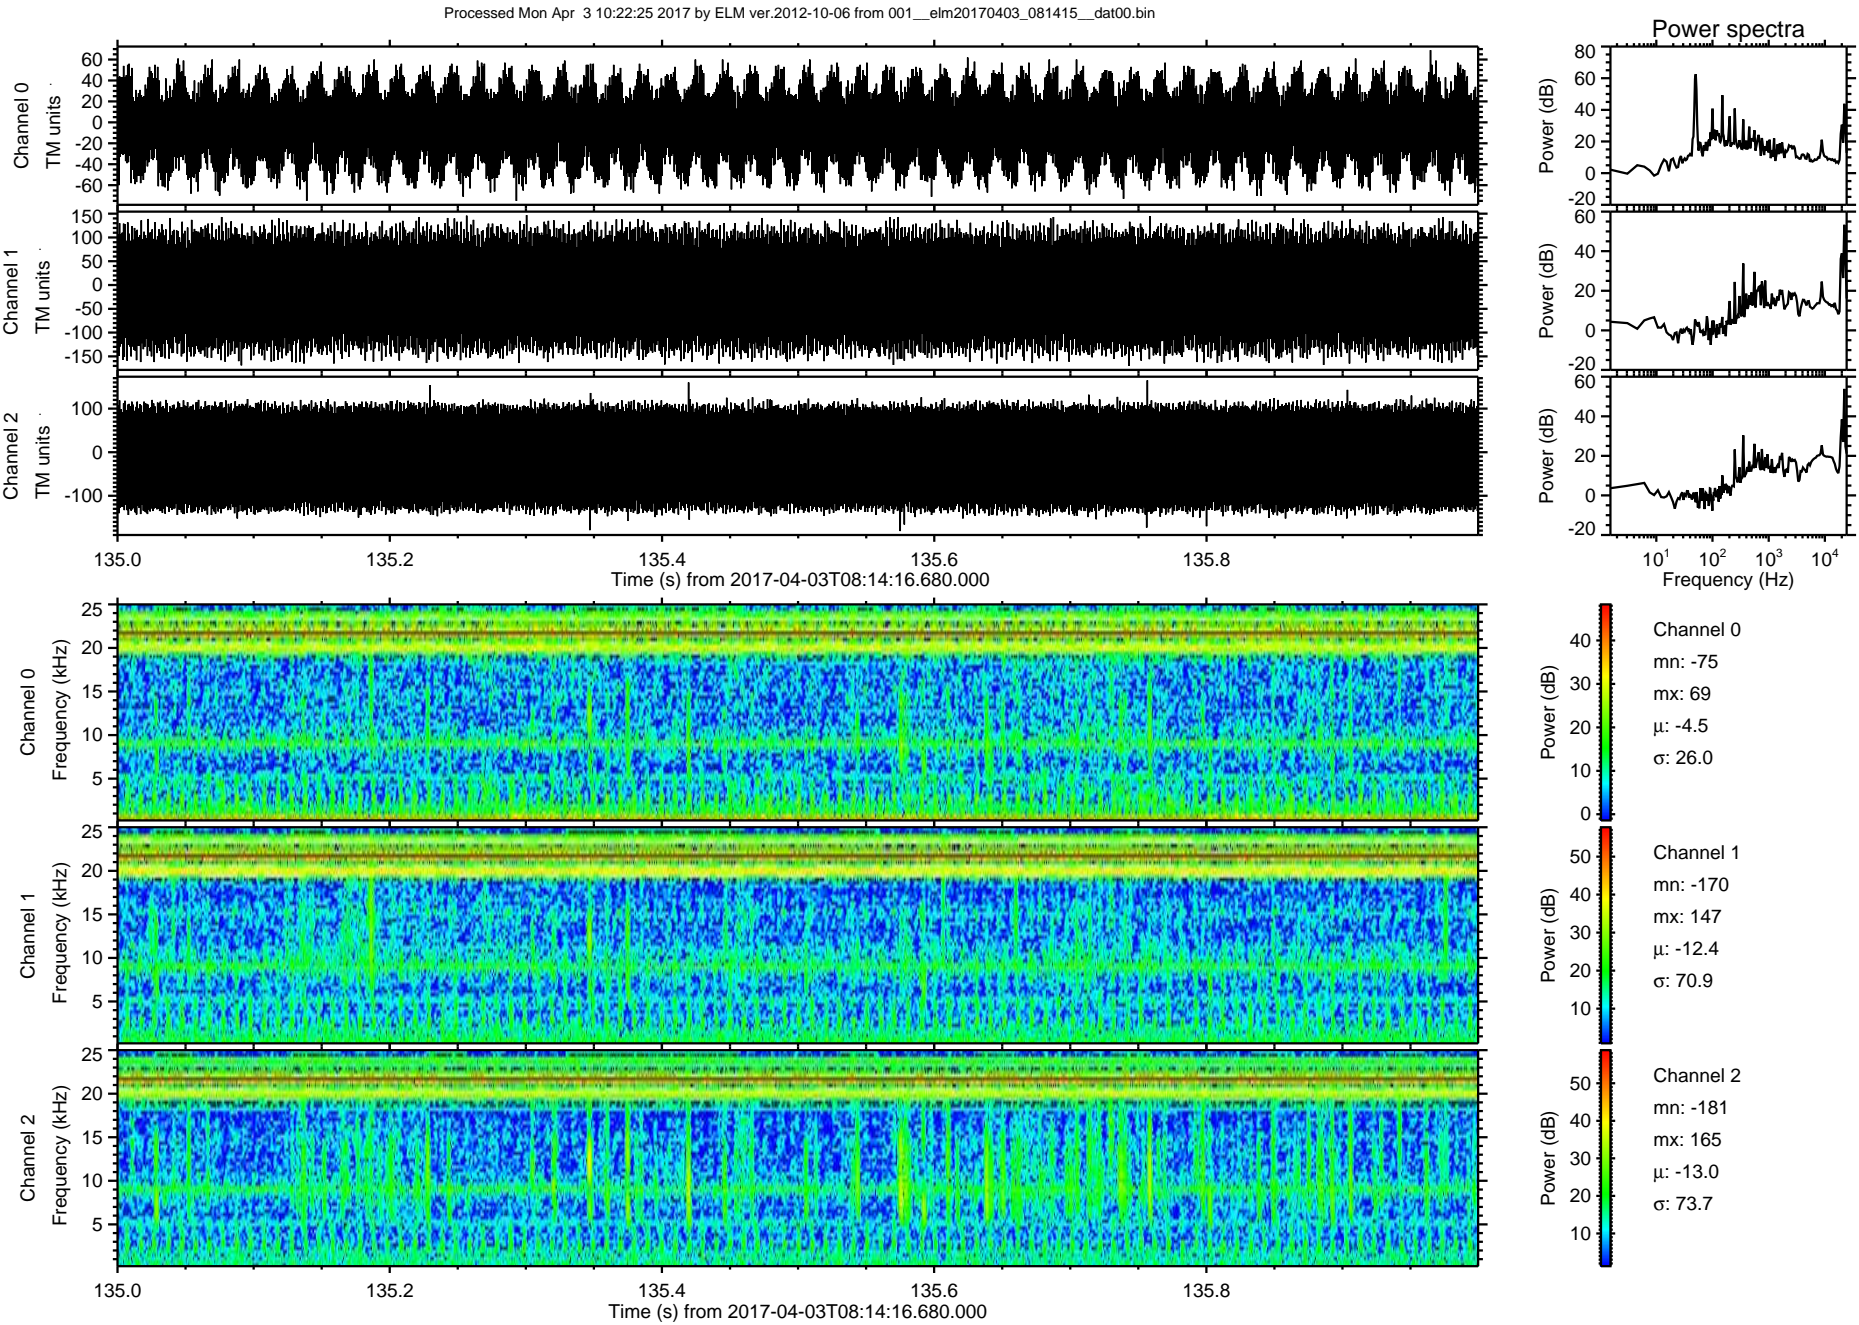 Processed Mon Apr  3 10:22:25 2017 by ELM ver.2012-10-06 from 001__elm20170403_081415__dat00.bin
Power spectra
Channel 0
TM units
60
40
20
0
-20
-40
-60
Power (dB)
80
60
40
20
0
-20
Channel 1
TM units
150
100
50
0
-50
-100
-150
Power (dB)
60
40
20
0
-20
Channel 2
TM units
100
0
-100
Power (dB)
60
40
20
0
-20
135.0 135.2 135.4 135.6 135.8
Time (s) from 2017-04-03T08:14:16.680.000
10^1 10^2 10^3 10^4
Frequency (Hz)
Channel 0
Frequency (kHz)
25
20
15
10
5
Power (dB)
40
30
20
10
0
Channel 0
mn: -75
mx: 69
µ: -4.5
σ: 26.0
Channel 1
Frequency (kHz)
25
20
15
10
5
Power (dB)
50
40
30
20
10
Channel 1
mn: -170
mx: 147
µ: -12.4
σ: 70.9
Channel 2
Frequency (kHz)
25
20
15
10
5
Power (dB)
50
40
30
20
10
Channel 2
mn: -181
mx: 165
µ: -13.0
σ: 73.7
135.0 135.2 135.4 135.6 135.8
Time (s) from 2017-04-03T08:14:16.680.000